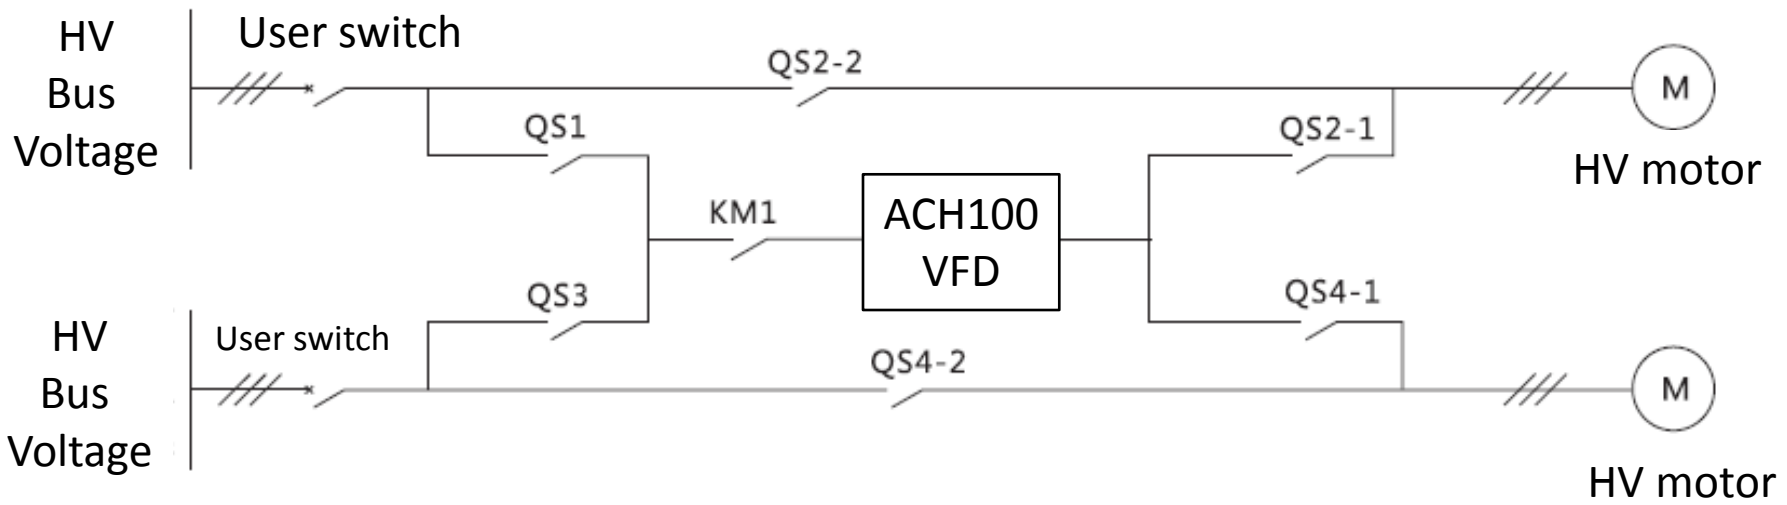 HV
Bus
Voltage
User switch
QS2-2
M
HV motor
QS1
QS2-1
KM1
ACH100
VFD
QS3
QS4-1
HV
Bus
Voltage
User switch
QS4-2
M
HV motor